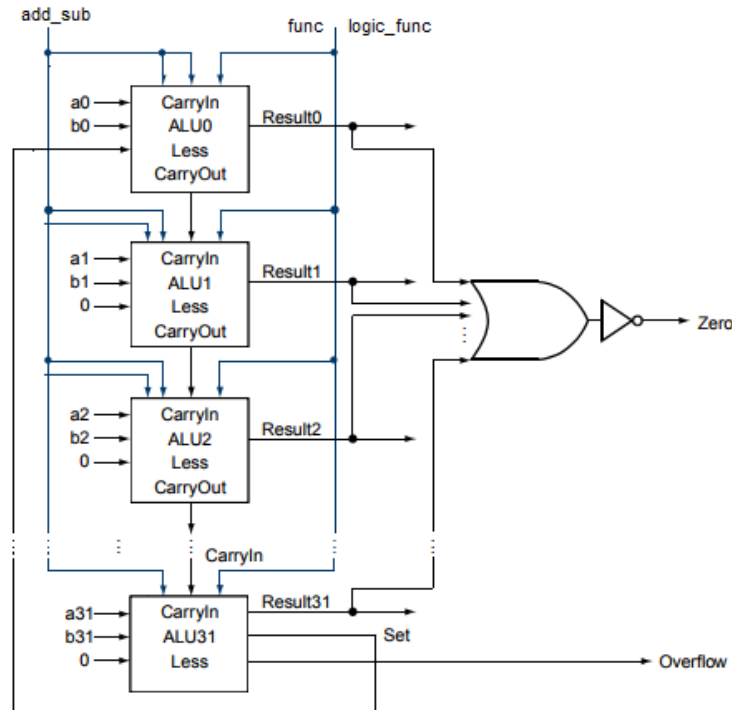 add_sub
func logic_func
a0 CarryIn Result0
b0 ALU0
Less
CarryOut
a1 CarryIn Result1
b1 ALU1
0 Less
CarryOut
Zero
a2 CarryIn Result2
b2 ALU2
0 Less
CarryOut
CarryIn
a31 CarryIn Result31
b31 ALU31 Set
0 Less Overflow